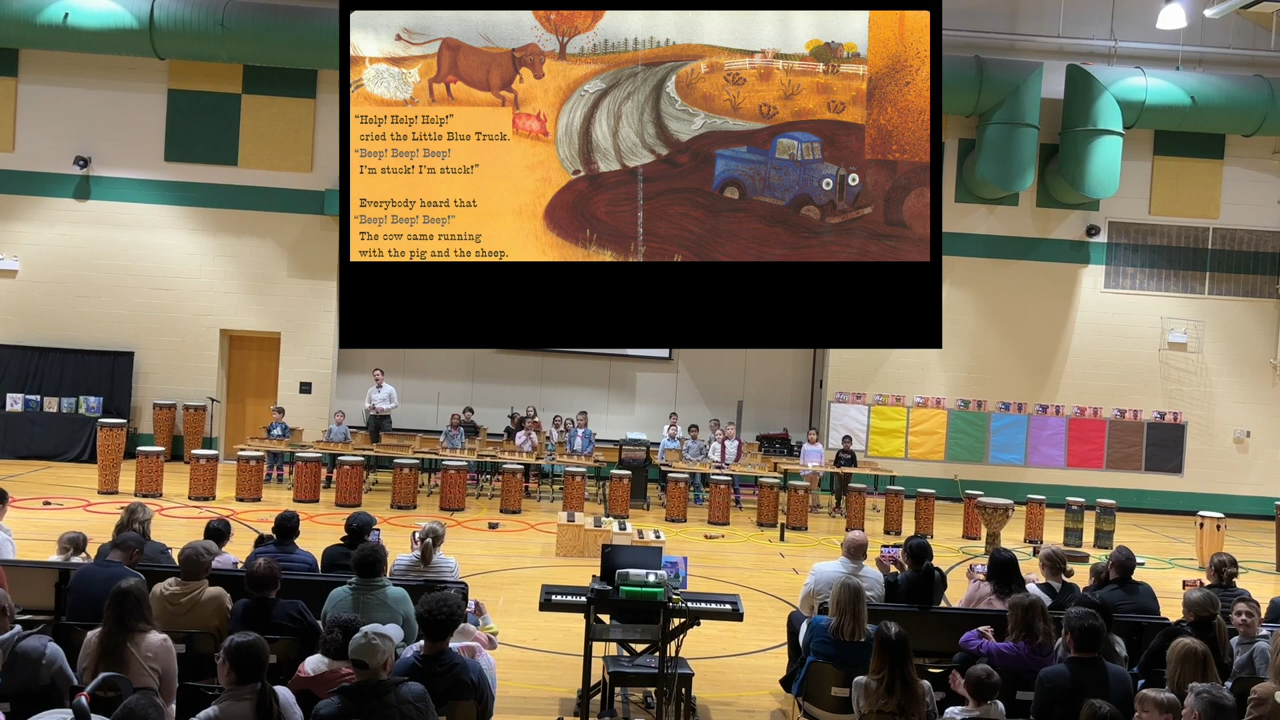 “Help! Help! Help!”
cried the Little Blue Truck.
“Beep! Beep! Beep!
I’m stuck! I’m stuck!”
Everybody heard that
“Beep! Beep! Beep!”
The cow came running
with the pig and the sheep.